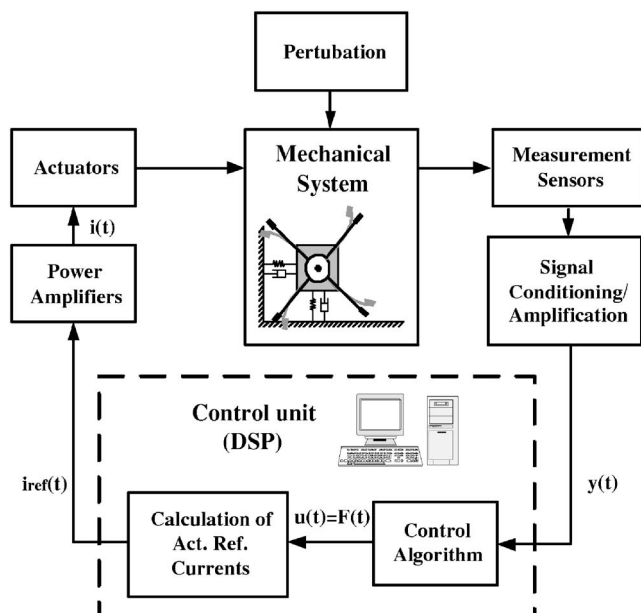 Pertubation
Actuators
Mechanical
System
Measurement
Sensors
i(t)
Power
Amplifiers
Signal
Conditioning/
Amplification
Control unit
(DSP)
iref(t)
y(t)
Calculation of
Act. Ref.
Currents
u(t)=F(t)
Control
Algorithm